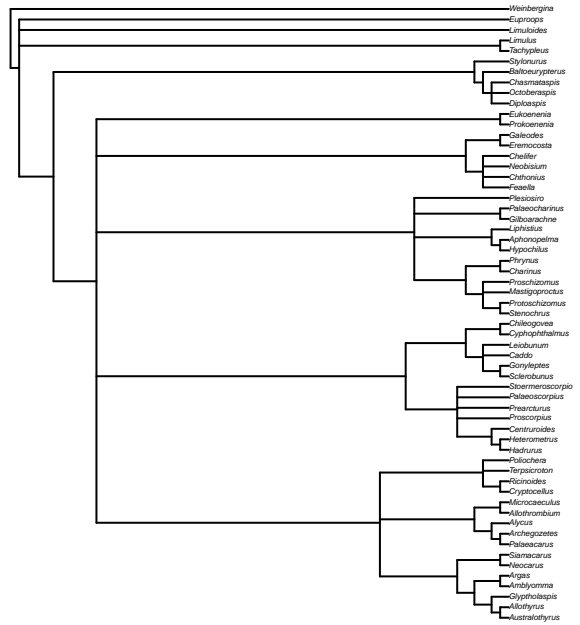 Weinbergina
Euproops
Limuloides
Limulus
Tachypleus
Stylonurus
Baltoeurypterus
Chasmataspis
Octoberaspis
Diploaspis
Eukoenenia
Prokoenenia
Galeodes
Eremocosta
Chelifer
Neobisium
Chthonius
Feaella
Plesiosiro
Palaeocharinus
Gilboarachne
Liphistius
Aphonopelma
Hypochilus
Phrynus
Charinus
Proschizomus
Mastigoproctus
Protoschizomus
Stenochrus
Chileogovea
Cyphophthalmus
Leiobunum
Caddo
Gonyleptes
Sclerobunus
Stoermeroscorpio
Palaeoscorpius
Prearcturus
Proscorpius
Centruroides
Heterometrus
Hadrurus
Poliochera
Terpsicroton
Ricinoides
Cryptocellus
Microcaeculus
Allothrombium
Alycus
Archegozetes
Palaeacarus
Siamacarus
Neocarus
Argas
Amblyomma
Glyptholaspis
Allothyrus
Australothyrus